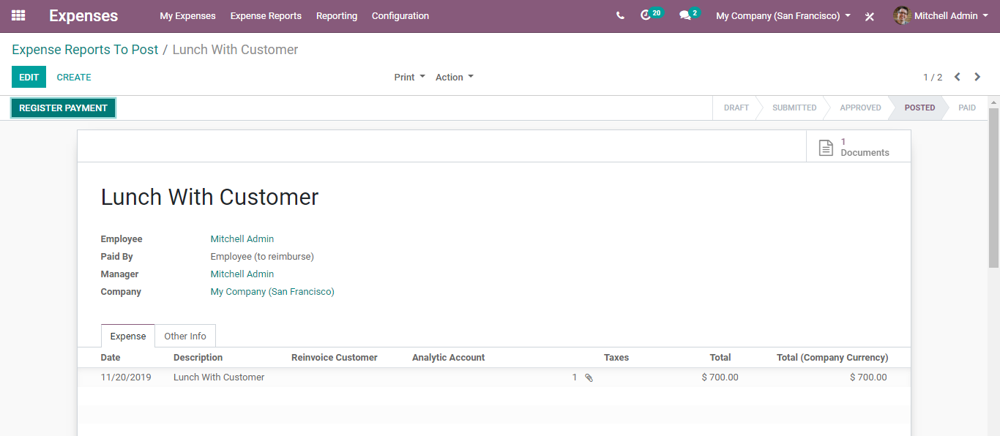 Expenses My Expenses Expense Reports Reporting Configuration 20 2 My Company (San Francisco) Mitchell Admin
Expense Reports To Post / Lunch With Customer
EDIT CREATE Print Action 1 / 2
REGISTER PAYMENT DRAFT SUBMITTED APPROVED POSTED PAID
1
Documents
Lunch With Customer
Employee Mitchell Admin
Paid By Employee (to reimburse)
Manager Mitchell Admin
Company My Company (San Francisco)
Expense Other Info
Date Description Reinvoice Customer Analytic Account Taxes Total Total (Company Currency)
11/20/2019 Lunch With Customer 1 $ 700.00 $ 700.00